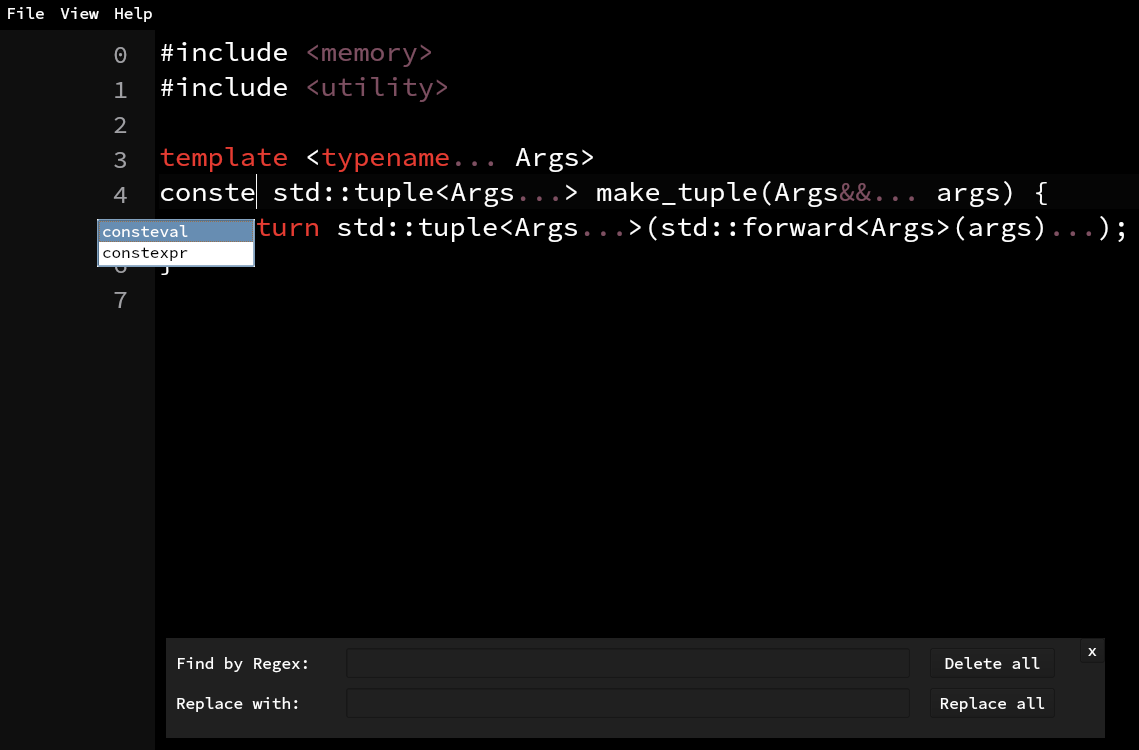 File View Help
0 #include <memory>
1 #include <utility>
2
3 template <typename... Args>
4 conste std::tuple<Args...> make_tuple(Args&&... args) {
consteval turn std::tuple<Args...>(std::forward<Args>(args)...);
constexpr
6 }
7
Find by Regex: Delete all x
Replace with: Replace all